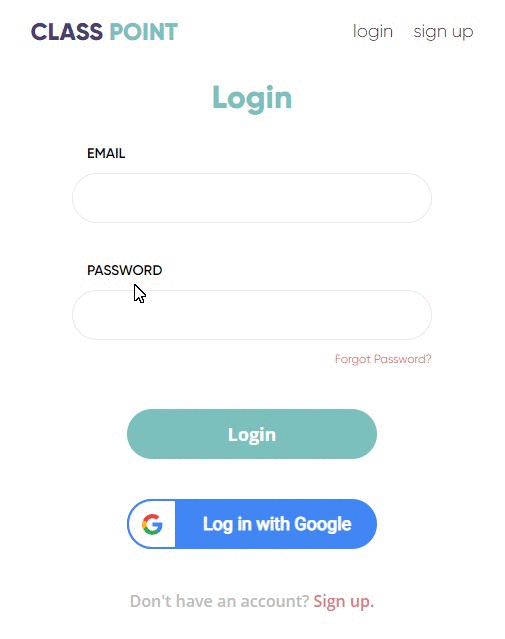 CLASS POINT login sign up
Login
EMAIL
PASSWORD
Forgot Password?
Login
Log in with Google
Don't have an account? Sign up.